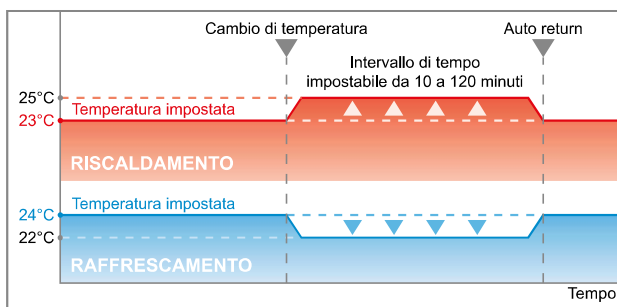 Cambio di temperatura
Auto return
Intervallo di tempo
impostabile da 10 a 120 minuti
25°C
Temperatura impostata
23°C
RISCALDAMENTO
Temperatura impostata
24°C
22°C
RAFFRESCAMENTO
Tempo